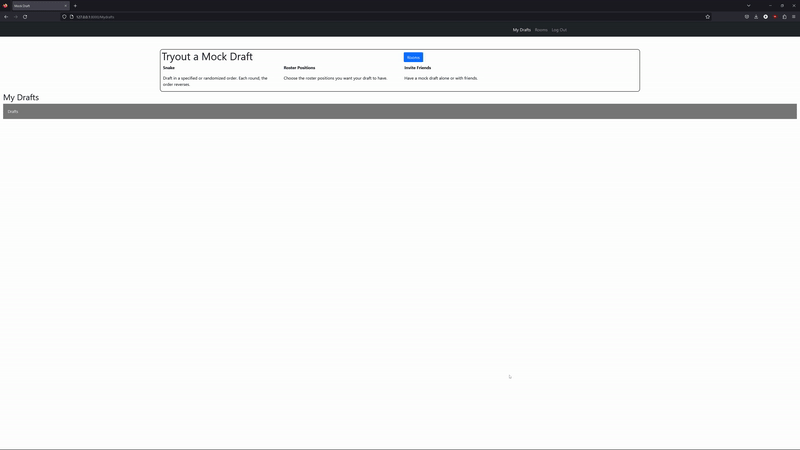 Mock Draft
127.0.0.1:8000/MyDrafts
My Drafts Rooms Log Out
Tryout a Mock Draft
Rooms
Snake
Draft in a specified or randomized order. Each round, the
order reverses.
Roster Positions
Choose the roster positions you want your draft to have.
Invite Friends
Have a mock draft alone or with friends.
My Drafts
Drafts